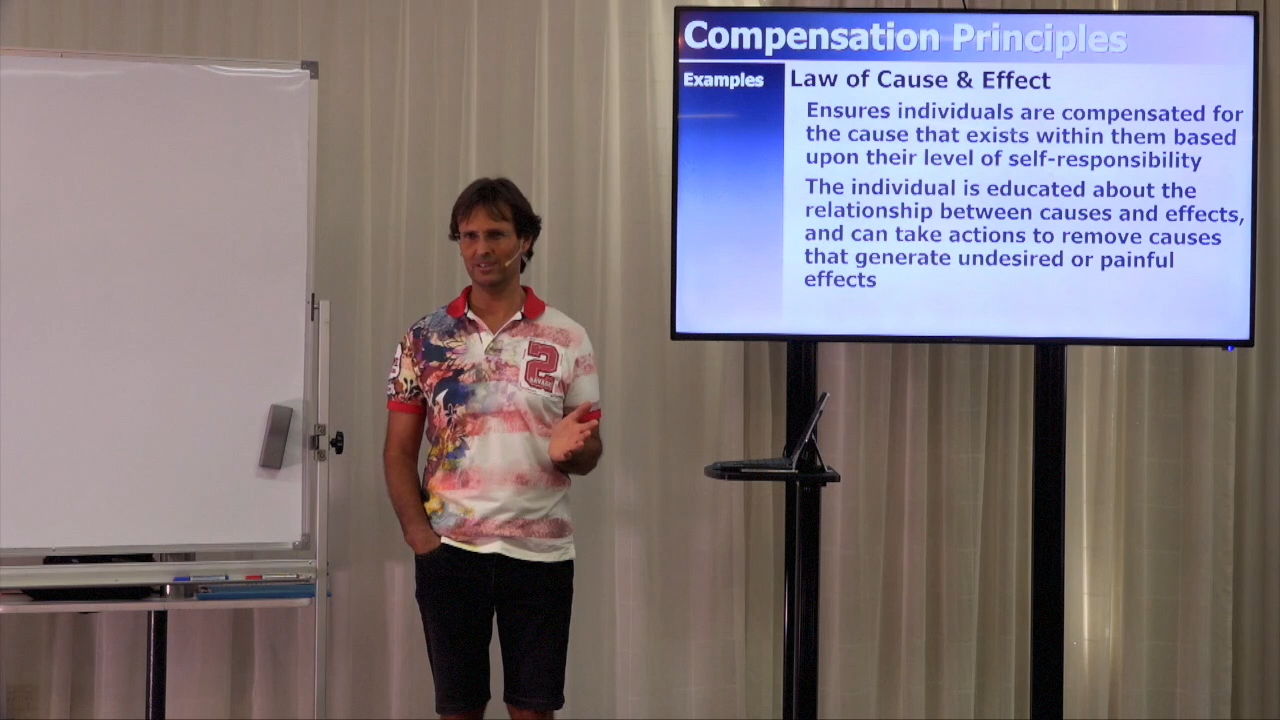 Compensation Principles
Examples
Law of Cause & Effect
Ensures individuals are compensated for
the cause that exists within them based
upon their level of self-responsibility
The individual is educated about the
relationship between causes and effects,
and can take actions to remove causes
that generate undesired or painful
effects
2